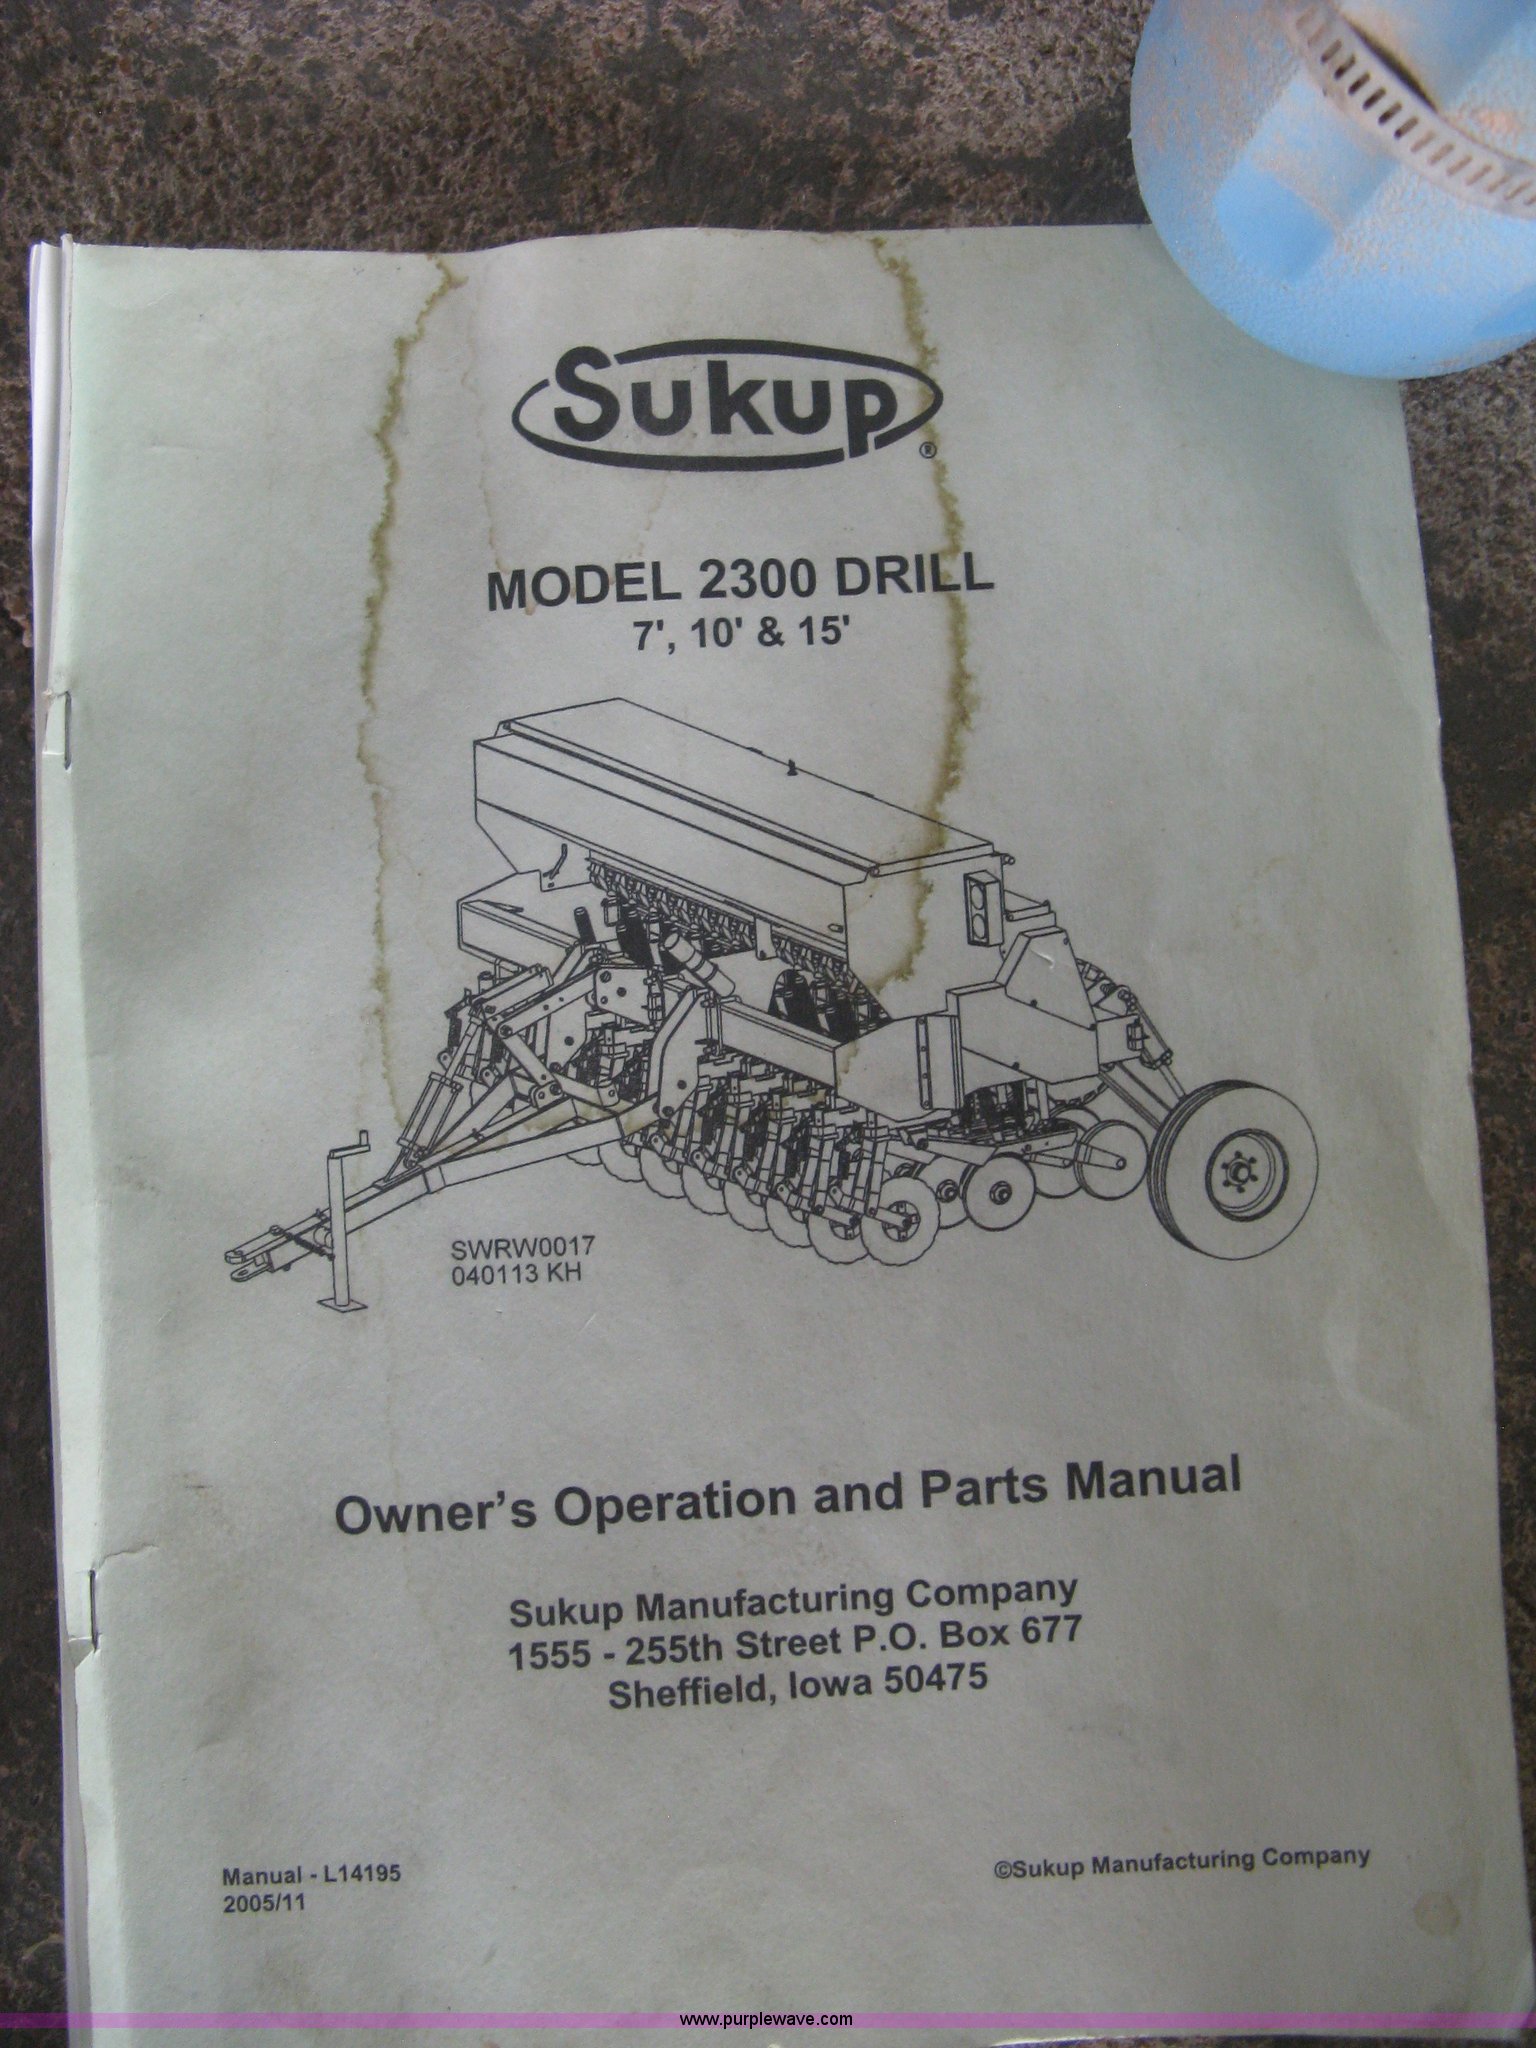 Sukup®
MODEL 2300 DRILL
7', 10' & 15'
SWRW0017
040113 KH
Owner's Operation and Parts Manual
Sukup Manufacturing Company
1555 - 255th Street P.O. Box 677
Sheffield, Iowa 50475
Manual - L14195
2005/11
©Sukup Manufacturing Company
www.purplewave.com